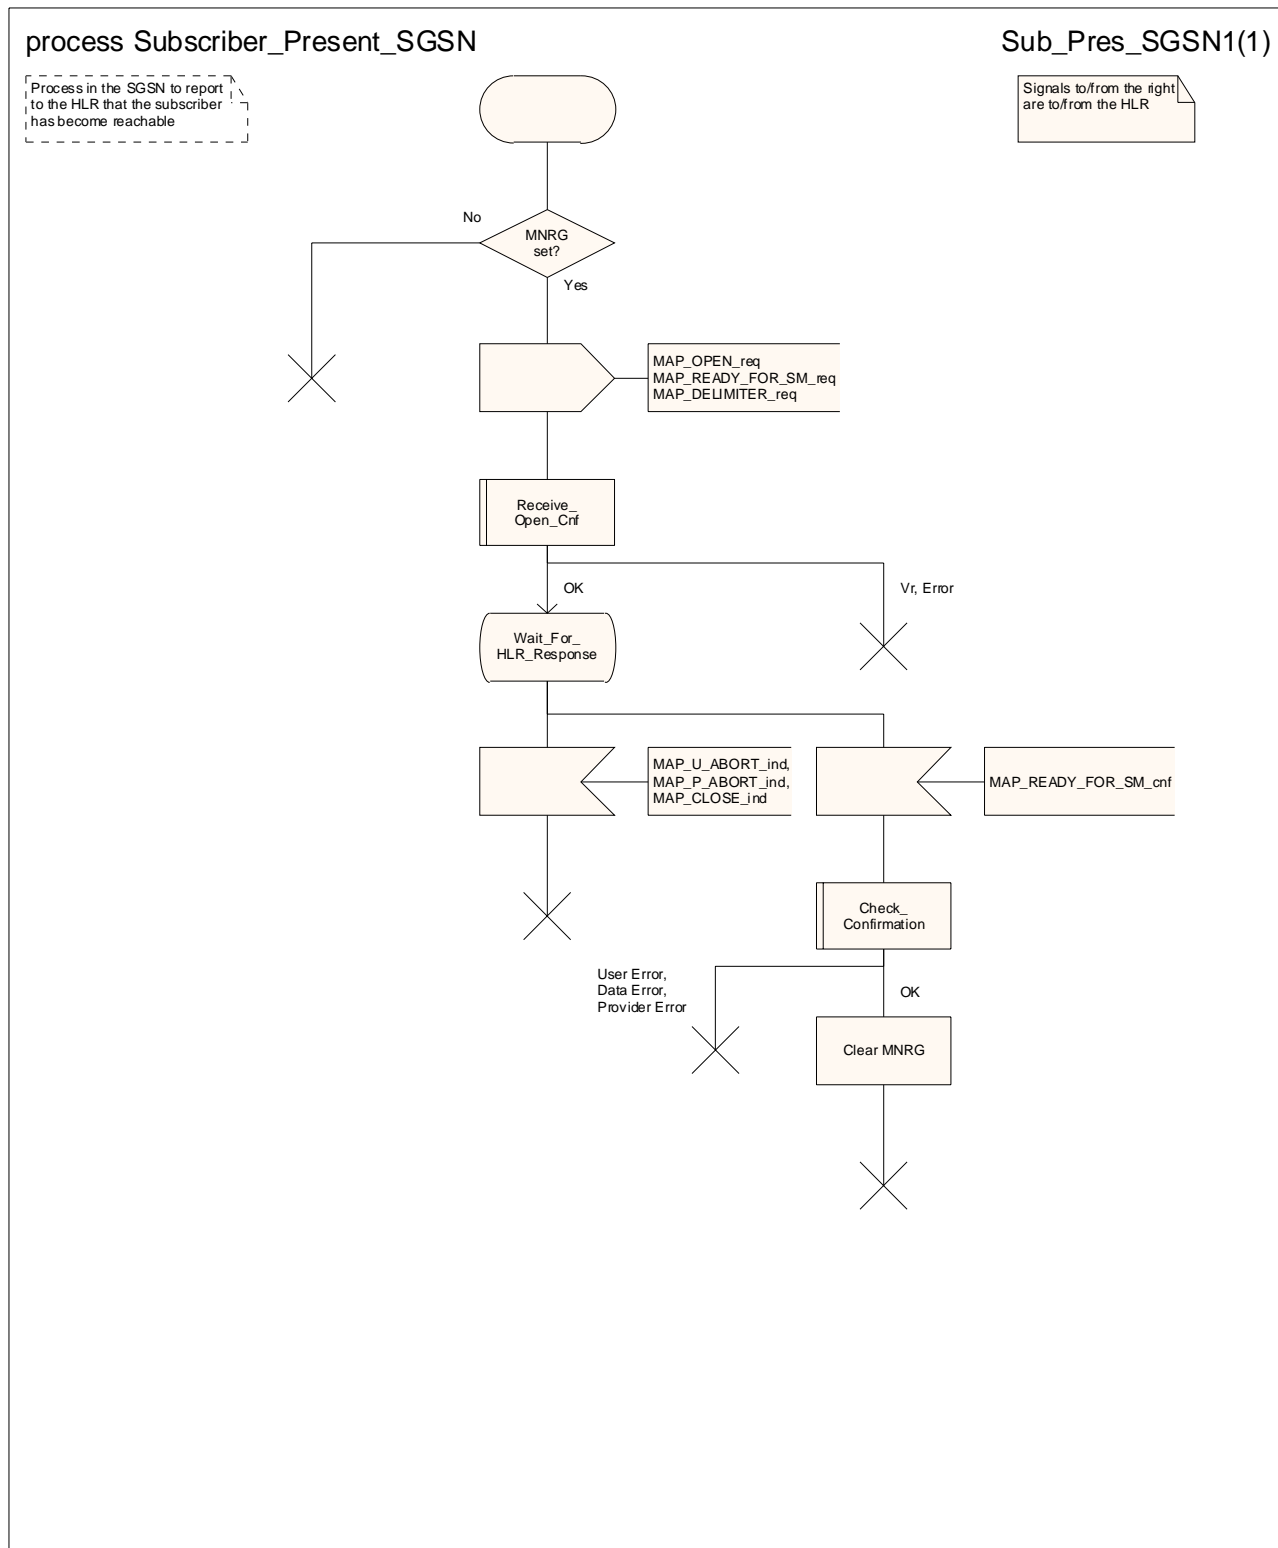 process Subscriber_Present_SGSN
Sub_Pres_SGSN1(1)
Process in the SGSN to report
to the HLR that the subscriber
has become reachable
Signals to/from the right
are to/from the HLR
No
MNRG
set?
Yes
MAP_OPEN_req
MAP_READY_FOR_SM_req
MAP_DELIMITER_req
Receive_
Open_Cnf
OK
Vr, Error
Wait_For_
HLR_Response
MAP_U_ABORT_ind,
MAP_P_ABORT_ind,
MAP_CLOSE_ind
MAP_READY_FOR_SM_cnf
Check_
Confirmation
User Error,
Data Error,
Provider Error
OK
Clear MNRG